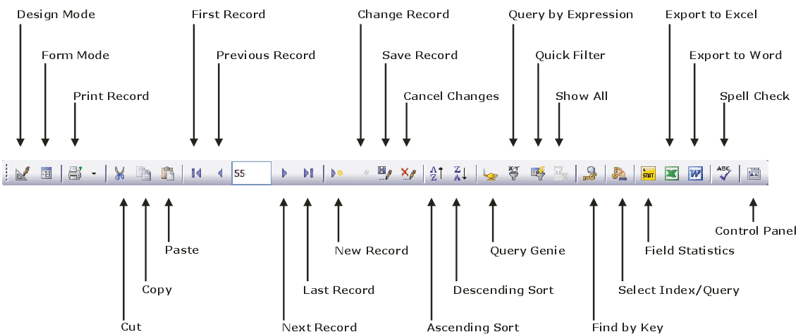 Design Mode
First Record
Change Record
Query by Expression
Export to Excel
Form Mode
Previous Record
Save Record
Quick Filter
Export to Word
Print Record
Cancel Changes
Show All
Spell Check
55
A
Z
Z
A
X-Y
START
ABC
Control Panel
Paste
New Record
Query Genie
Field Statistics
Copy
Last Record
Descending Sort
Select Index/Query
Cut
Next Record
Ascending Sort
Find by Key